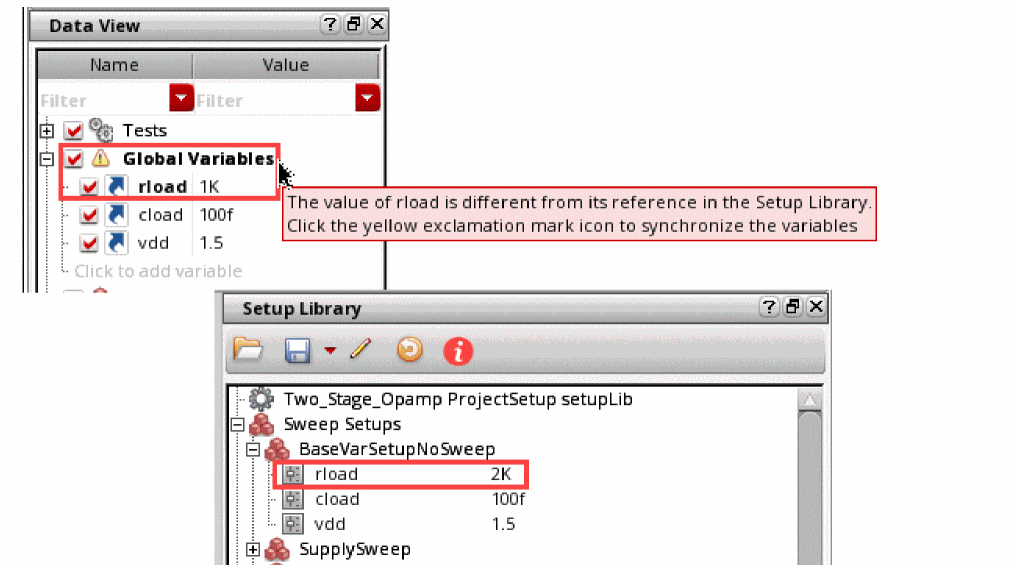 Data View
Name Value
Filter Filter
Tests
Global Variables
rload 1K
The value of rload is different from its reference in the Setup Library.
cload 100f
Click the yellow exclamation mark icon to synchronize the variables
vdd 1.5
Click to add variable
Setup Library
Two_Stage_Opamp ProjectSetup setupLib
Sweep Setups
BaseVarSetupNoSweep
rload 2K
cload 100f
vdd 1.5
SupplySweep